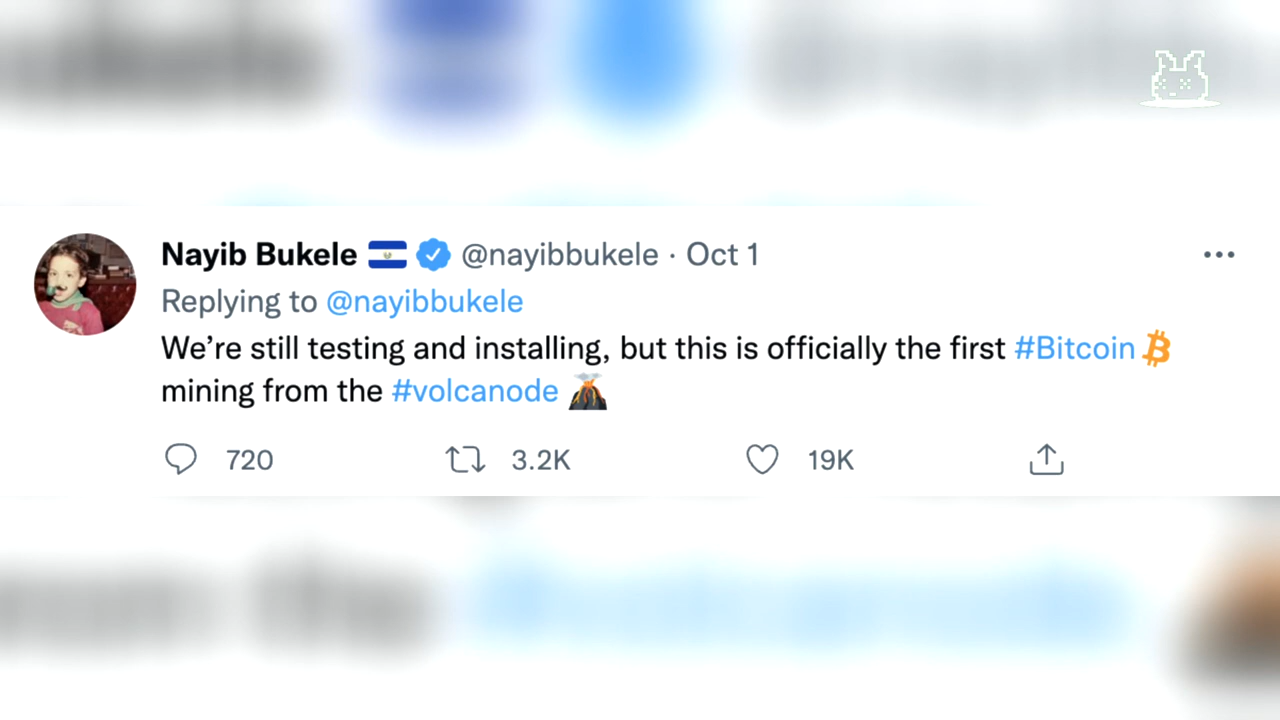 Nayib Bukele 🇸🇻 @nayibbukele · Oct 1
Replying to @nayibbukele
We’re still testing and installing, but this is officially the first #Bitcoin
mining from the #volcanode 🌋
720 3.2K 19K